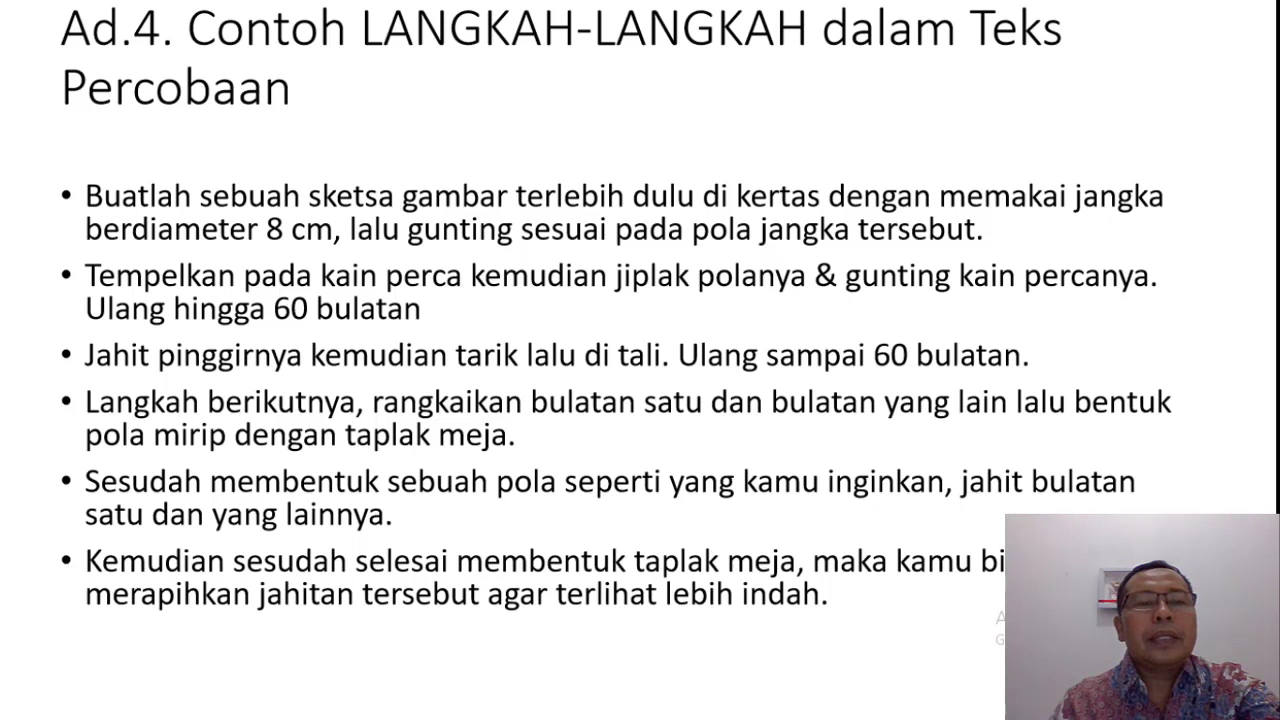 Ad.4. Contoh LANGKAH-LANGKAH dalam Teks
Percobaan
• Buatlah sebuah sketsa gambar terlebih dulu di kertas dengan memakai jangka
berdiameter 8 cm, lalu gunting sesuai pada pola jangka tersebut.
• Tempelkan pada kain perca kemudian jiplak polanya & gunting kain percanya.
Ulang hingga 60 bulatan
• Jahit pinggirnya kemudian tarik lalu di tali. Ulang sampai 60 bulatan.
• Langkah berikutnya, rangkaikan bulatan satu dan bulatan yang lain lalu bentuk
pola mirip dengan taplak meja.
• Sesudah membentuk sebuah pola seperti yang kamu inginkan, jahit bulatan
satu dan yang lainnya.
• Kemudian sesudah selesai membentuk taplak meja, maka kamu
merapihkan jahitan tersebut agar terlihat lebih indah.